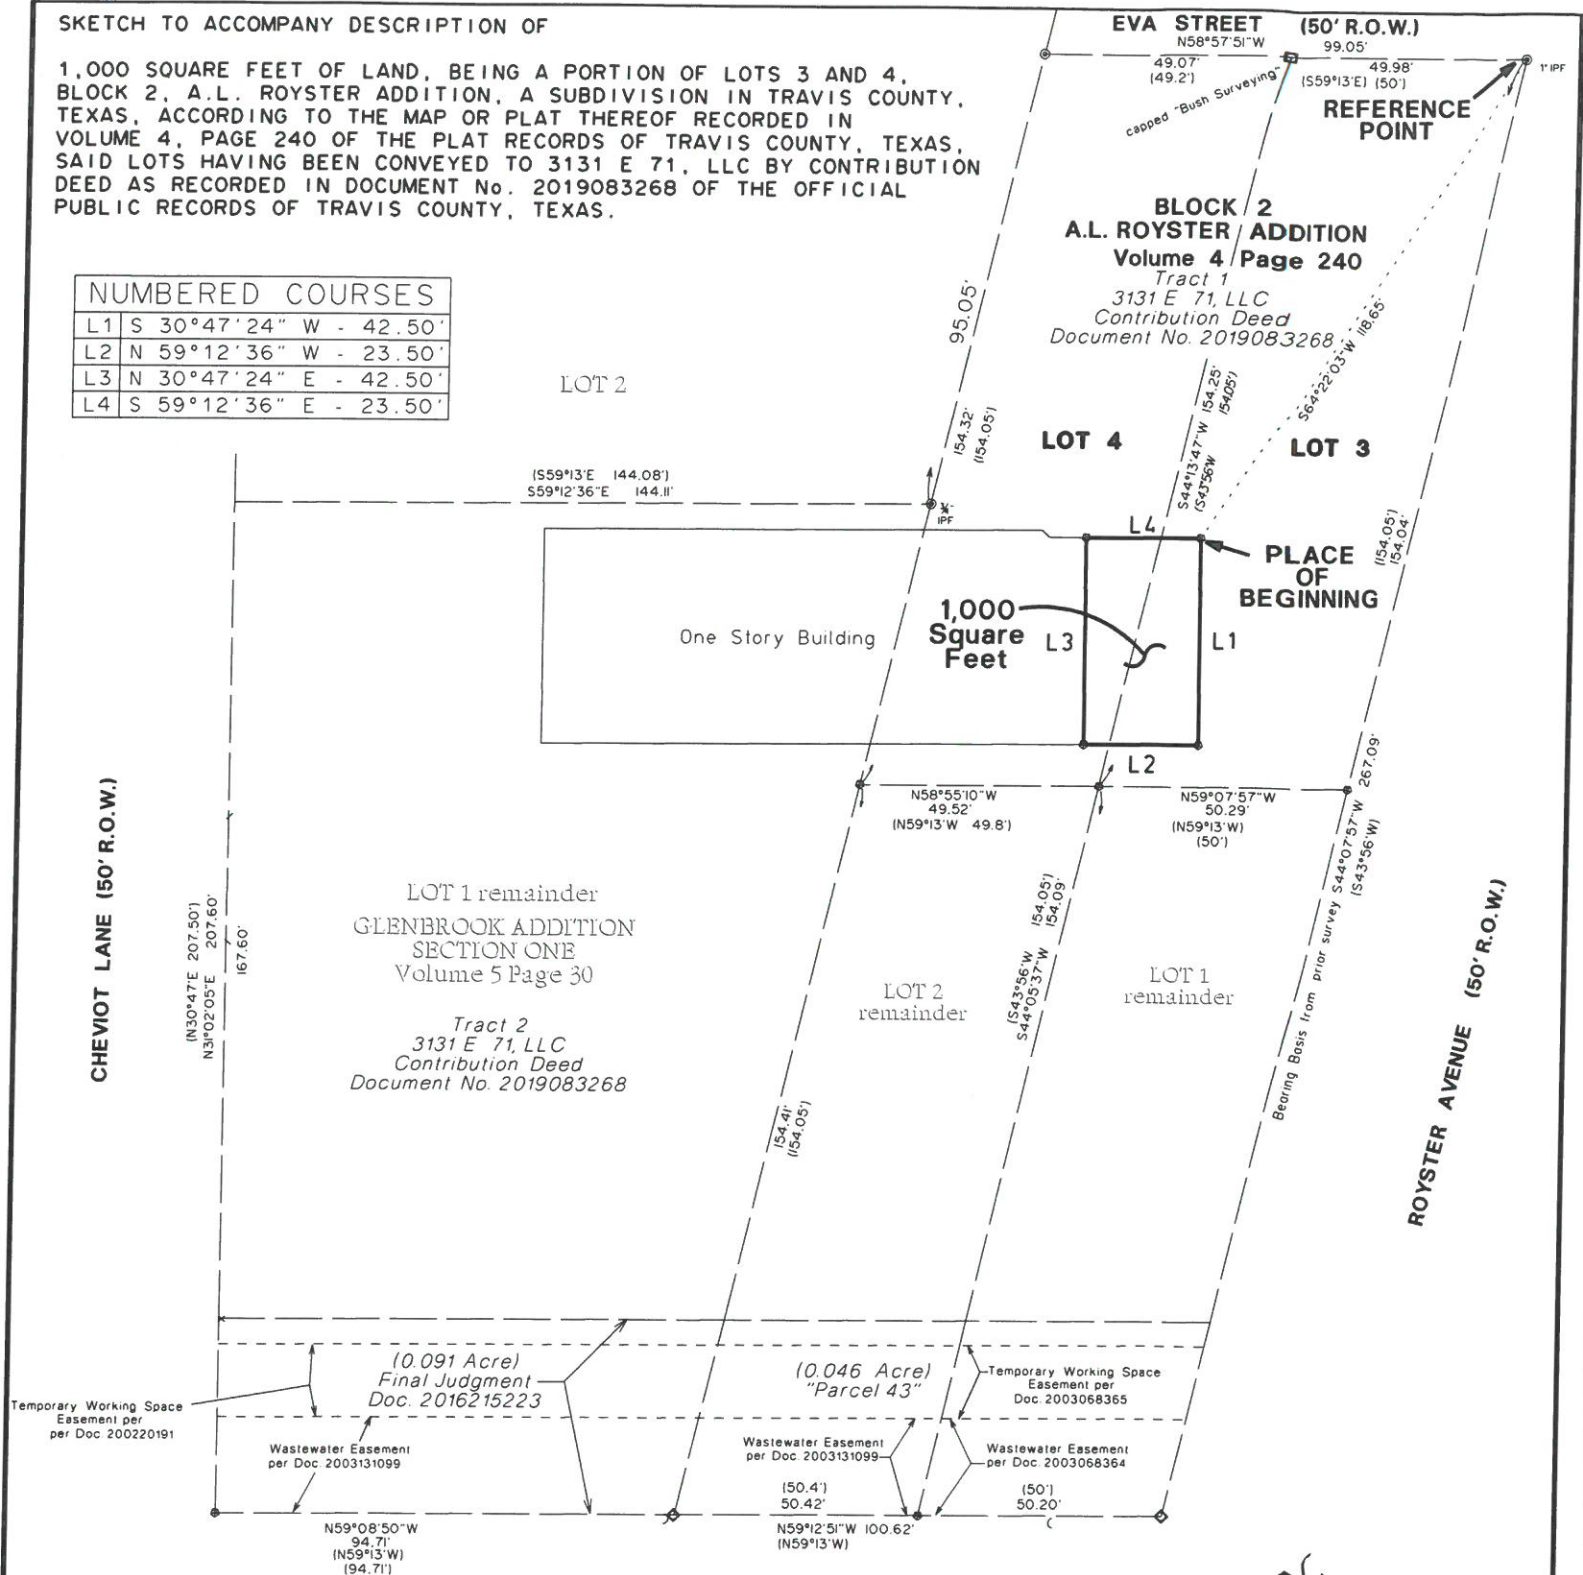 SKETCH TO ACCOMPANY DESCRIPTION OF
1,000 SQUARE FEET OF LAND, BEING A PORTION OF LOTS 3 AND 4,
BLOCK 2, A.L. ROYSTER ADDITION, A SUBDIVISION IN TRAVIS COUNTY,
TEXAS, ACCORDING TO THE MAP OR PLAT THEREOF RECORDED IN
VOLUME 4, PAGE 240 OF THE PLAT RECORDS OF TRAVIS COUNTY, TEXAS,
SAID LOTS HAVING BEEN CONVEYED TO 3131 E 71, LLC BY CONTRIBUTION
DEED AS RECORDED IN DOCUMENT No. 2019083268 OF THE OFFICIAL
PUBLIC RECORDS OF TRAVIS COUNTY, TEXAS.
EVA STREET (50' R.O.W.)
N58°57'51"W 99.05'
49.07'
(49.2')
49.98'
(S59°13'E) (50')
1" IPF
capped "Bush Surveying"
REFERENCE
POINT
BLOCK 2
A.L. ROYSTER ADDITION
Volume 4 Page 240
Tract 1
3131 E 71, LLC
Contribution Deed
Document No. 2019083268
NUMBERED COURSES
L1 S 30°47'24" W - 42.50'
L2 N 59°12'36" W - 23.50'
L3 N 30°47'24" E - 42.50'
L4 S 59°12'36" E - 23.50'
95.05'
S64°22'03"W 118.65'
LOT 2
154.32'
(154.05')
LOT 4
S44°13'47"W 154.25'
(S43°56'W 154.05')
LOT 3
(S59°13'E 144.08')
S59°12'36"E 144.11'
IPF
(154.05')
154.04'
L4
PLACE
OF
BEGINNING
1,000
Square
Feet
One Story Building
L3
L1
L2
N58°55'10"W
49.52'
(N59°13'W 49.8')
N59°07'57"W
50.29'
(N59°13'W)
(50')
Bearing Basis from prior survey S44°07'57"W 267.09'
(S43°56'W)
CHEVIOT LANE (50' R.O.W.)
(N30°47'E 207.50')
N31°02'05"E 207.60'
167.60'
LOT 1 remainder
GLENBROOK ADDITION
SECTION ONE
Volume 5 Page 30
Tract 2
3131 E 71, LLC
Contribution Deed
Document No. 2019083268
LOT 2
remainder
(S43°56'W 154.05')
S44°05'37"W 154.09'
LOT 1
remainder
ROYSTER AVENUE (50' R.O.W.)
154.41'
(154.05')
(0.091 Acre)
Final Judgment
Doc. 2016215223
(0.046 Acre)
"Parcel 43"
Temporary Working Space
Easement per
Doc. 2003068365
Temporary Working Space
Easement per
per Doc 200220191
Wastewater Easement
per Doc. 2003131099
Wastewater Easement
per Doc. 2003131099
Wastewater Easement
per Doc. 2003068364
(50.4')
50.42'
(50')
50.20'
N59°08'50"W
94.71'
(N59°13'W)
(94.71')
N59°12'51"W 100.62'
(N59°13'W)